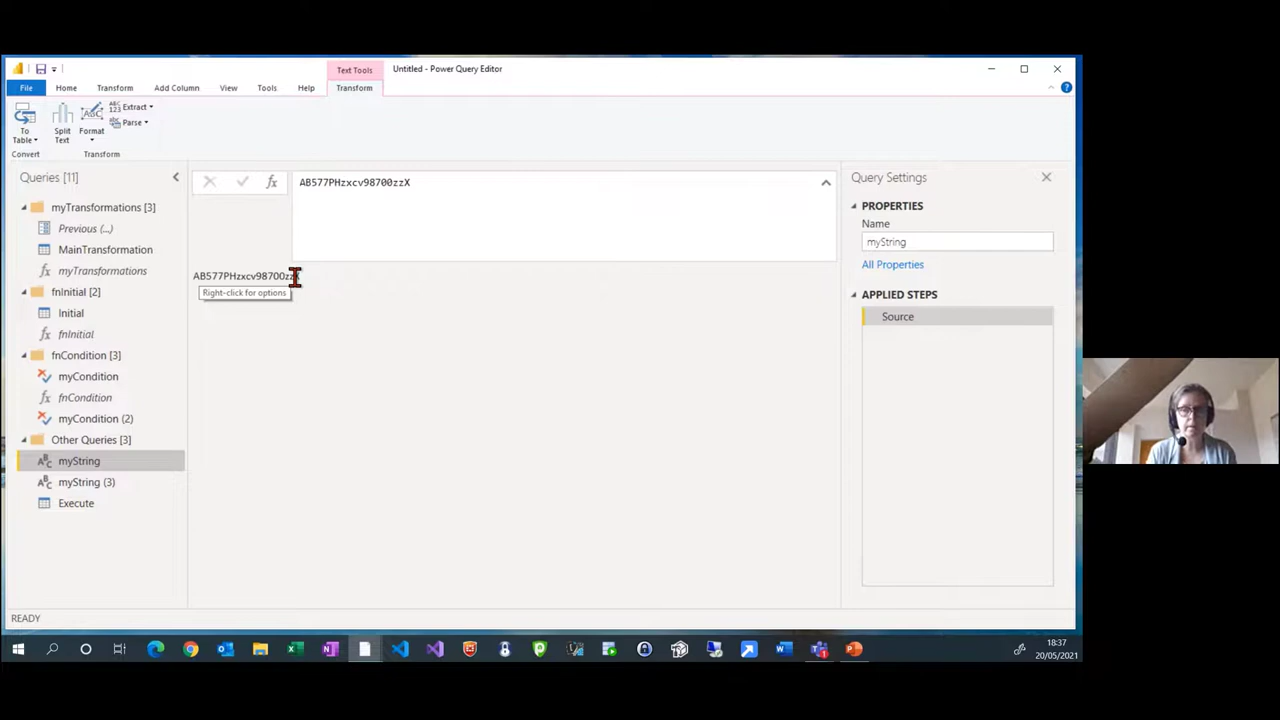 Text Tools
Untitled - Power Query Editor
File
Home
Transform
Add Column
View
Tools
Help
Transform
To
Table
Split
Text
Format
Extract
Parse
Convert
Transform
Queries [11]
myTransformations [3]
Previous (...)
MainTransformation
myTransformations
fnInitial [2]
Initial
fnInitial
fnCondition [3]
myCondition
fnCondition
myCondition (2)
Other Queries [3]
myString
myString (3)
Execute
AB577PHzxcv98700zzX
AB577PHzxcv98700zzX
Right-click for options
Query Settings
PROPERTIES
Name
myString
All Properties
APPLIED STEPS
Source
READY
18:37
20/05/2021